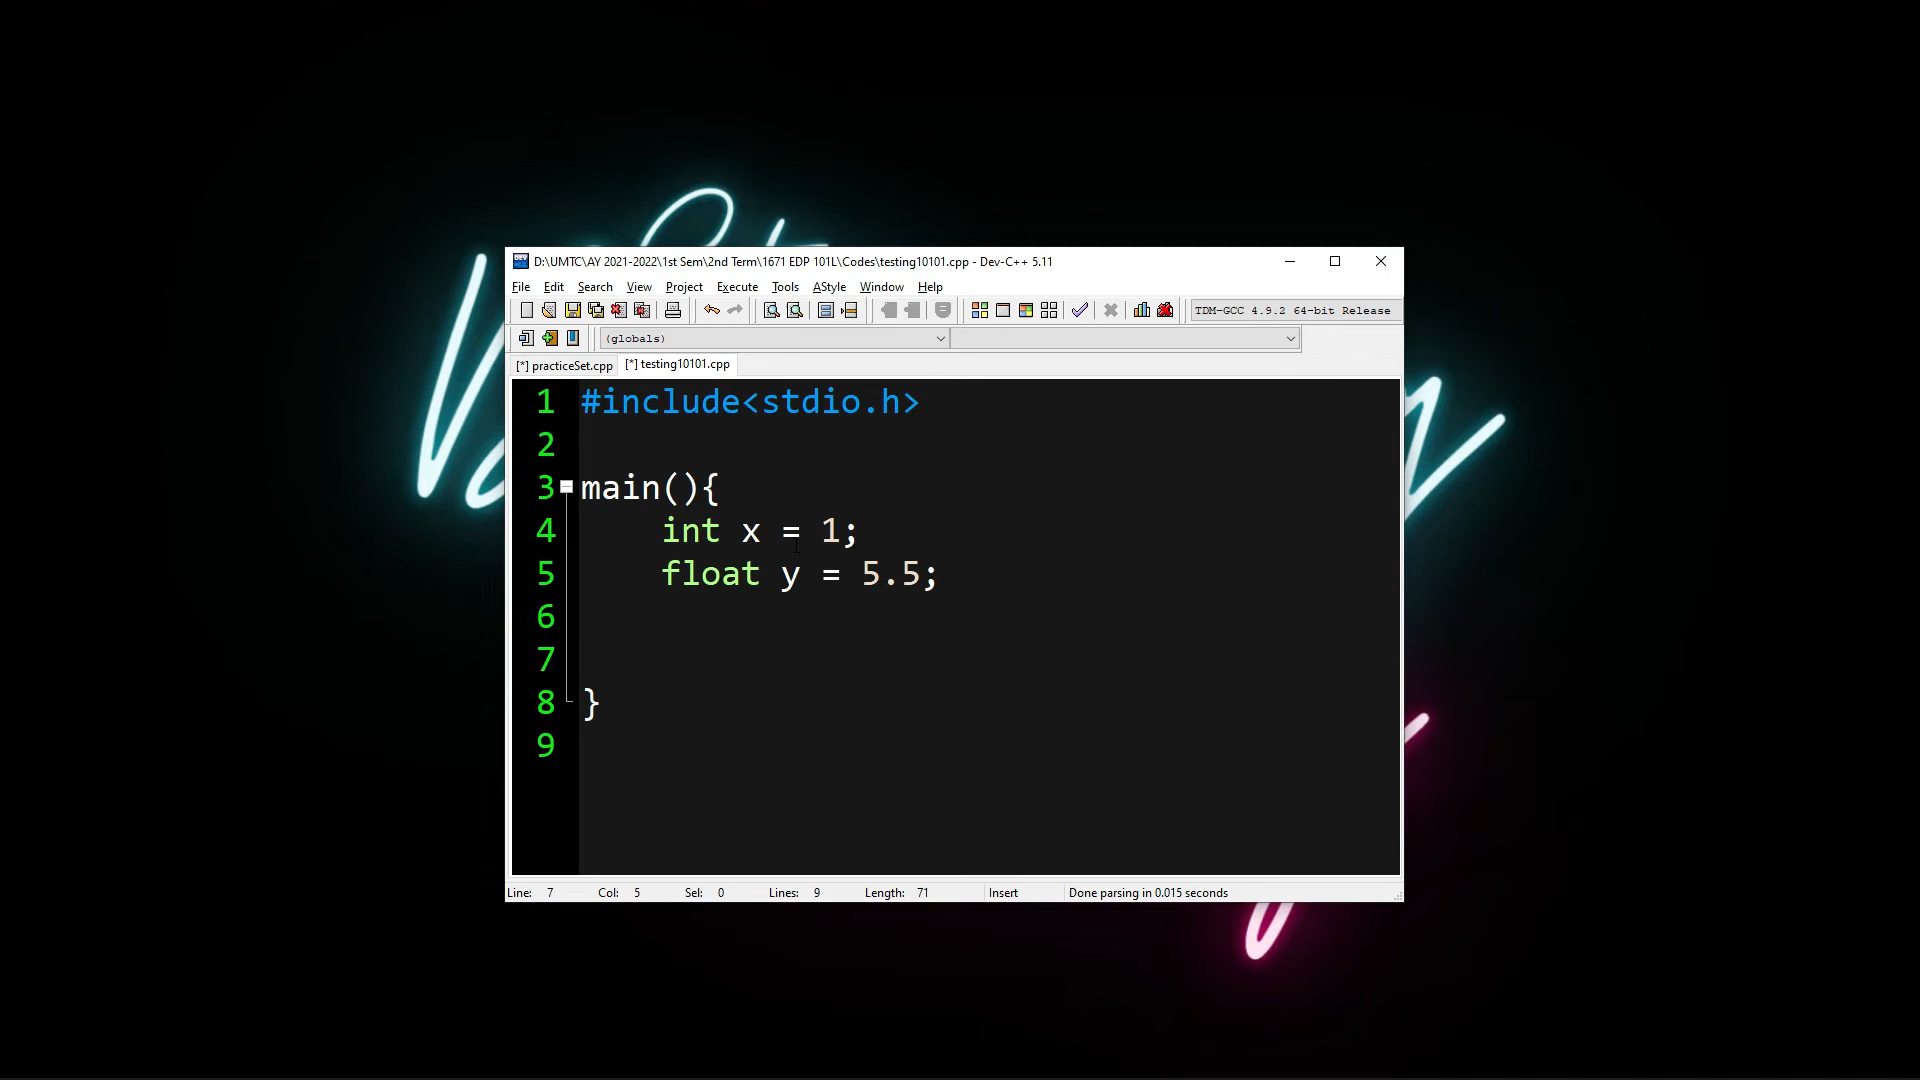 D:\UMTC\AY 2021-2022\1st Sem\2nd Term\1671 EDP 101L\Codes\testing10101.cpp - Dev-C++ 5.11
File Edit Search View Project Execute Tools AStyle Window Help
TDM-GCC 4.9.2 64-bit Release
(globals)
[*] practiceSet.cpp [*] testing10101.cpp
1 #include<stdio.h>
2
3 main(){
4 int x = 1;
5 float y = 5.5;
6
7
8 }
9
Line: 7 Col: 5 Sel: 0 Lines: 9 Length: 71 Insert Done parsing in 0.015 seconds